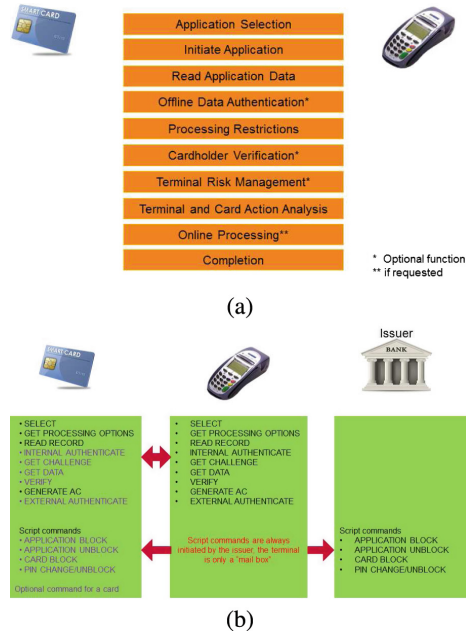 SMART CARD
Application Selection
Initiate Application
Read Application Data
Offline Data Authentication*
Processing Restrictions
Cardholder Verification*
Terminal Risk Management*
Terminal and Card Action Analysis
Online Processing**
Completion
* Optional function
** if requested
(a)
SMART CARD
Issuer
BANK
• SELECT
• GET PROCESSING OPTIONS
• READ RECORD
• INTERNAL AUTHENTICATE
• GET CHALLENGE
• GET DATA
• VERIFY
• GENERATE AC
• EXTERNAL AUTHENTICATE
Script commands
• APPLICATION BLOCK
• APPLICATION UNBLOCK
• CARD BLOCK
• PIN CHANGE/UNBLOCK
Optional command for a card
• SELECT
• GET PROCESSING OPTIONS
• READ RECORD
• INTERNAL AUTHENTICATE
• GET CHALLENGE
• GET DATA
• VERIFY
• GENERATE AC
• EXTERNAL AUTHENTICATE
Script commands are always
initiated by the issuer, the terminal
is only a "mail box"
Script commands
• APPLICATION BLOCK
• APPLICATION UNBLOCK
• CARD BLOCK
• PIN CHANGE/UNBLOCK
(b)